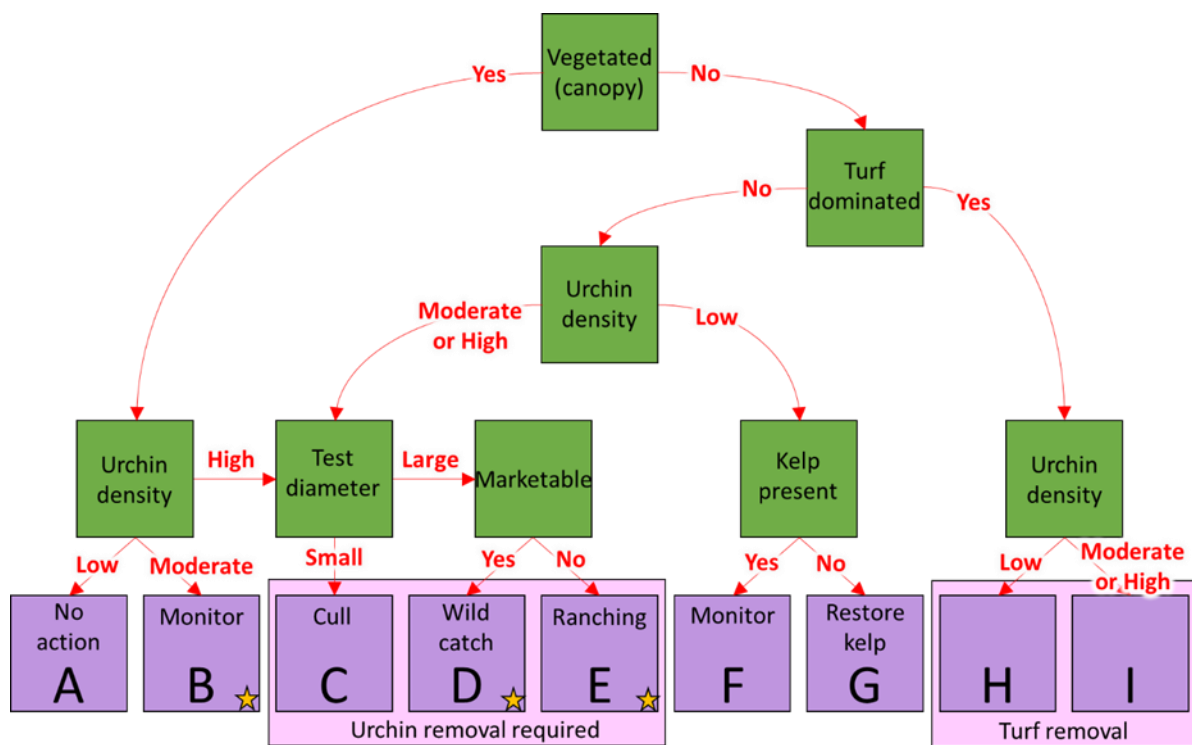 Vegetated
(canopy)
Yes
No
Turf
dominated
No
Yes
Urchin
density
Moderate
or High
Low
Urchin
density
High
Test
diameter
Large
Marketable
Kelp
present
Urchin
density
Low
Moderate
Small
Yes
No
Yes
No
Low
Moderate
or High
No
action
A
Monitor
B
Cull
C
Wild
catch
D
Ranching
E
Monitor
F
Restore
kelp
G
H
I
Urchin removal required
Turf removal